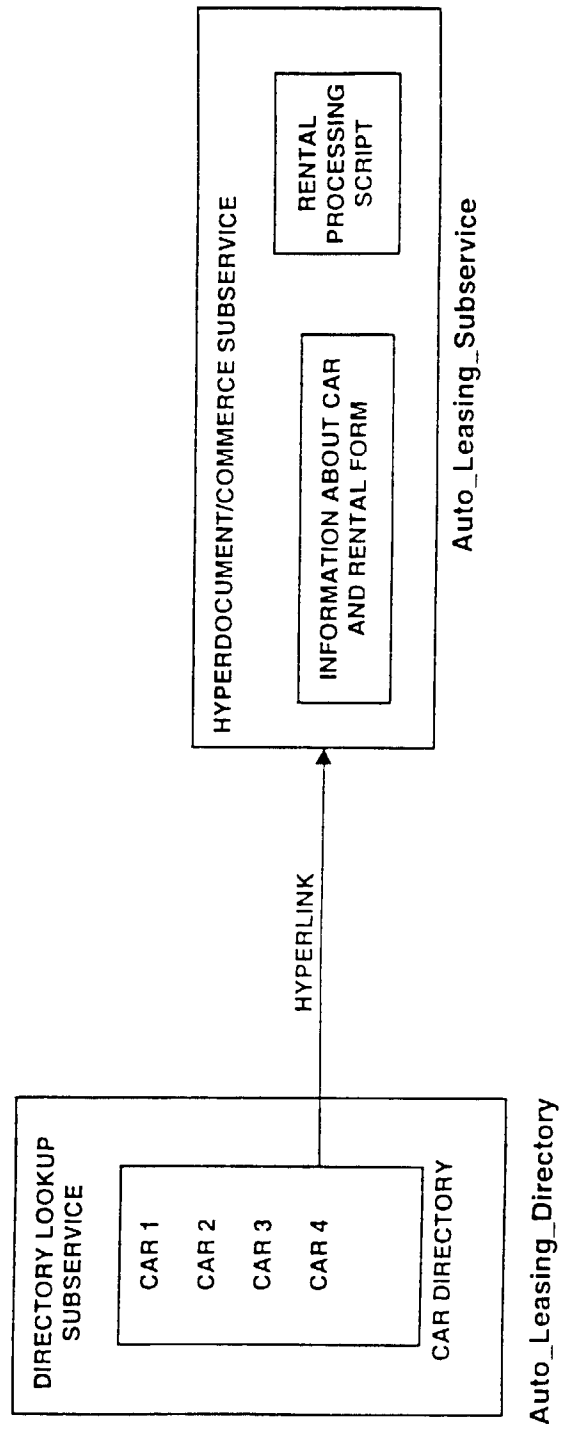 DIRECTORY LOOKUP
SUBSERVICE
CAR 1
CAR 2
CAR 3
CAR 4
CAR DIRECTORY
Auto_Leasing_Directory
HYPERLINK
HYPERDOCUMENT/COMMERCE SUBSERVICE
INFORMATION ABOUT CAR
AND RENTAL FORM
RENTAL
PROCESSING
SCRIPT
Auto_Leasing_Subservice